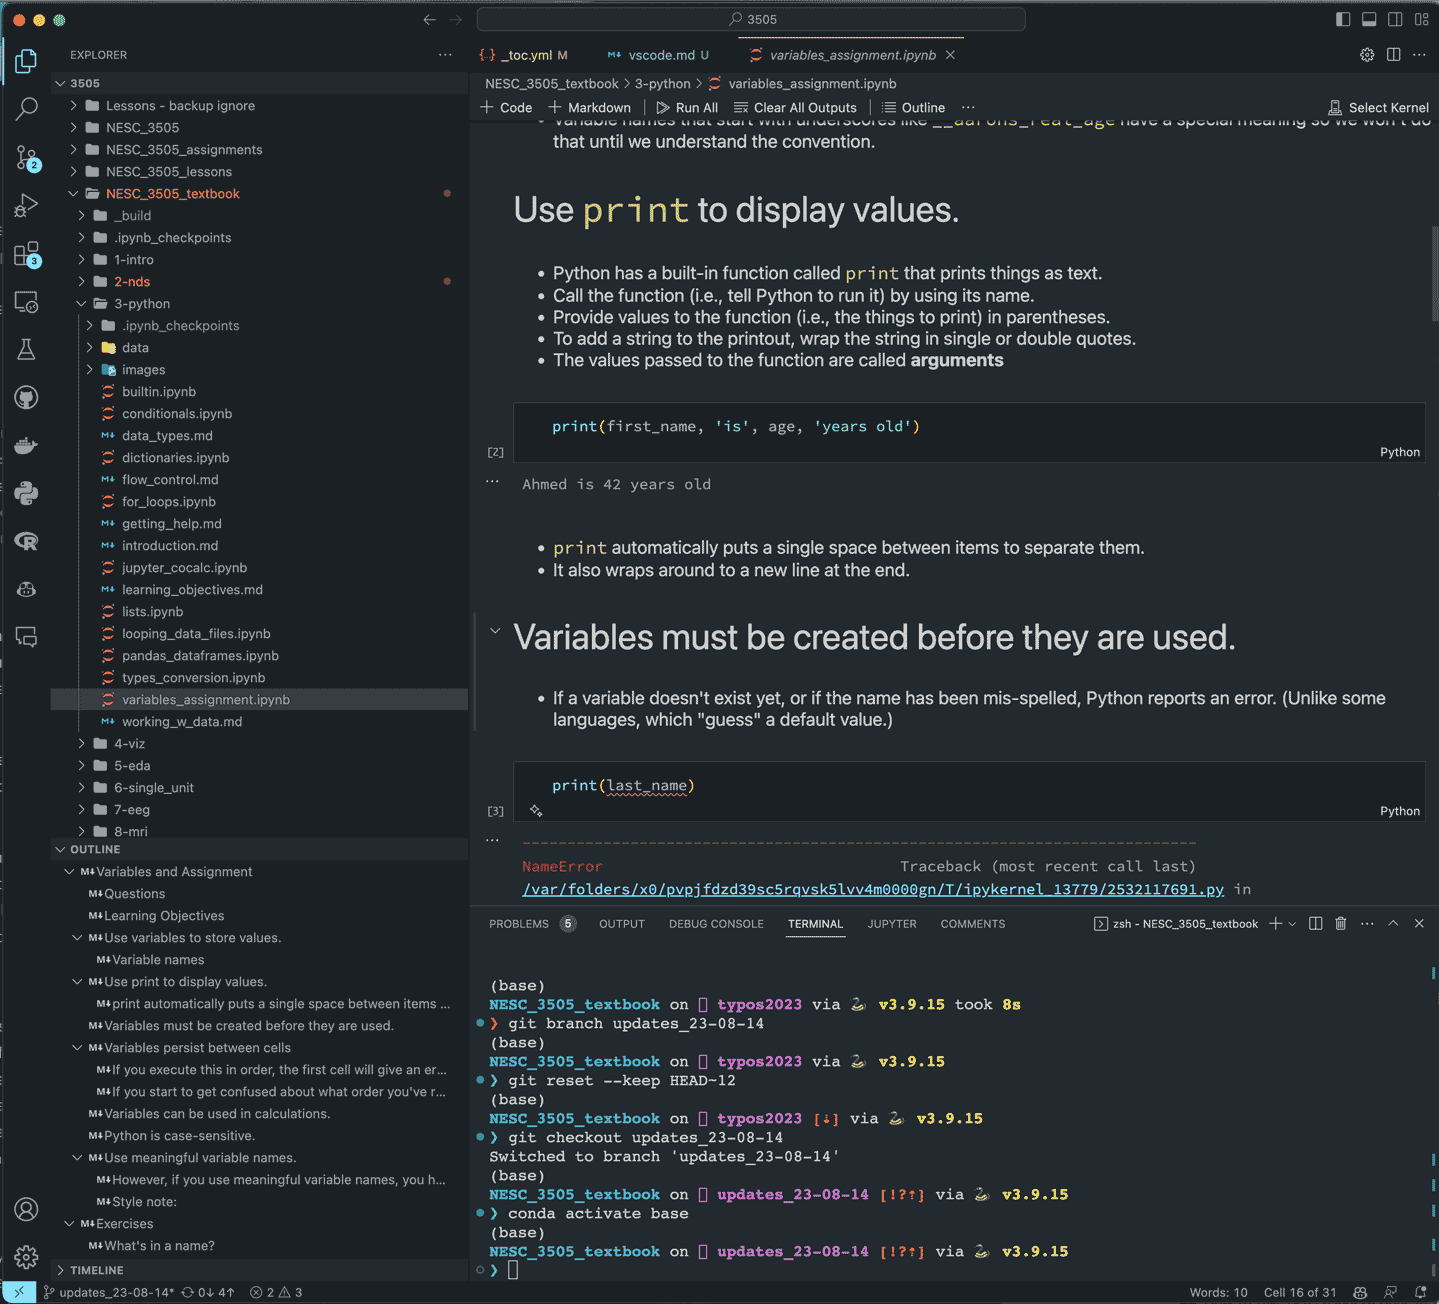 3505
EXPLORER
3505
Lessons - backup ignore
NESC_3505
NESC_3505_assignments
NESC_3505_lessons
NESC_3505_textbook
_build
.ipynb_checkpoints
1-intro
2-nds
3-python
.ipynb_checkpoints
data
images
builtin.ipynb
conditionals.ipynb
data_types.md
dictionaries.ipynb
flow_control.md
for_loops.ipynb
getting_help.md
introduction.md
jupyter_cocalc.ipynb
learning_objectives.md
lists.ipynb
looping_data_files.ipynb
pandas_dataframes.ipynb
types_conversion.ipynb
variables_assignment.ipynb
working_w_data.md
4-viz
5-eda
6-single_unit
7-eeg
8-mri
OUTLINE
Variables and Assignment
Questions
Learning Objectives
Use variables to store values.
Variable names
Use print to display values.
print automatically puts a single space between items ...
Variables must be created before they are used.
Variables persist between cells
If you execute this in order, the first cell will give an er...
If you start to get confused about what order you've r...
Variables can be used in calculations.
Python is case-sensitive.
Use meaningful variable names.
However, if you use meaningful variable names, you h...
Style note:
Exercises
What's in a name?
TIMELINE
2
3
_toc.yml M
vscode.md U
variables_assignment.ipynb
NESC_3505_textbook > 3-python > variables_assignment.ipynb
+ Code + Markdown Run All Clear All Outputs Outline ... Select Kernel
Variable names that start with underscores like __aarons_real_age have a special meaning so we won't do
that until we understand the convention.
Use print to display values.
• Python has a built-in function called print that prints things as text.
• Call the function (i.e., tell Python to run it) by using its name.
• Provide values to the function (i.e., the things to print) in parentheses.
• To add a string to the printout, wrap the string in single or double quotes.
• The values passed to the function are called arguments
print(first_name, 'is', age, 'years old')
[2]
Python
Ahmed is 42 years old
• print automatically puts a single space between items to separate them.
• It also wraps around to a new line at the end.
Variables must be created before they are used.
• If a variable doesn't exist yet, or if the name has been mis-spelled, Python reports an error. (Unlike some
languages, which "guess" a default value.)
print(last_name)
[3]
Python
NameError Traceback (most recent call last)
/var/folders/x0/pvpjfdzd39sc5rqvsk5lvv4m0000gn/T/ipykernel_13779/2532117691.py in
PROBLEMS 5 OUTPUT DEBUG CONSOLE TERMINAL JUPYTER COMMENTS zsh - NESC_3505_textbook
(base)
NESC_3505_textbook on typos2023 via v3.9.15 took 8s
❯ git branch updates_23-08-14
(base)
NESC_3505_textbook on typos2023 via v3.9.15
❯ git reset --keep HEAD~12
(base)
NESC_3505_textbook on typos2023 [⇣] via v3.9.15
❯ git checkout updates_23-08-14
Switched to branch 'updates_23-08-14'
(base)
NESC_3505_textbook on updates_23-08-14 [!?⇡] via v3.9.15
❯ conda activate base
(base)
NESC_3505_textbook on updates_23-08-14 [!?⇡] via v3.9.15
❯
updates_23-08-14* 0↓ 4↑ 2 3
Words: 10 Cell 16 of 31